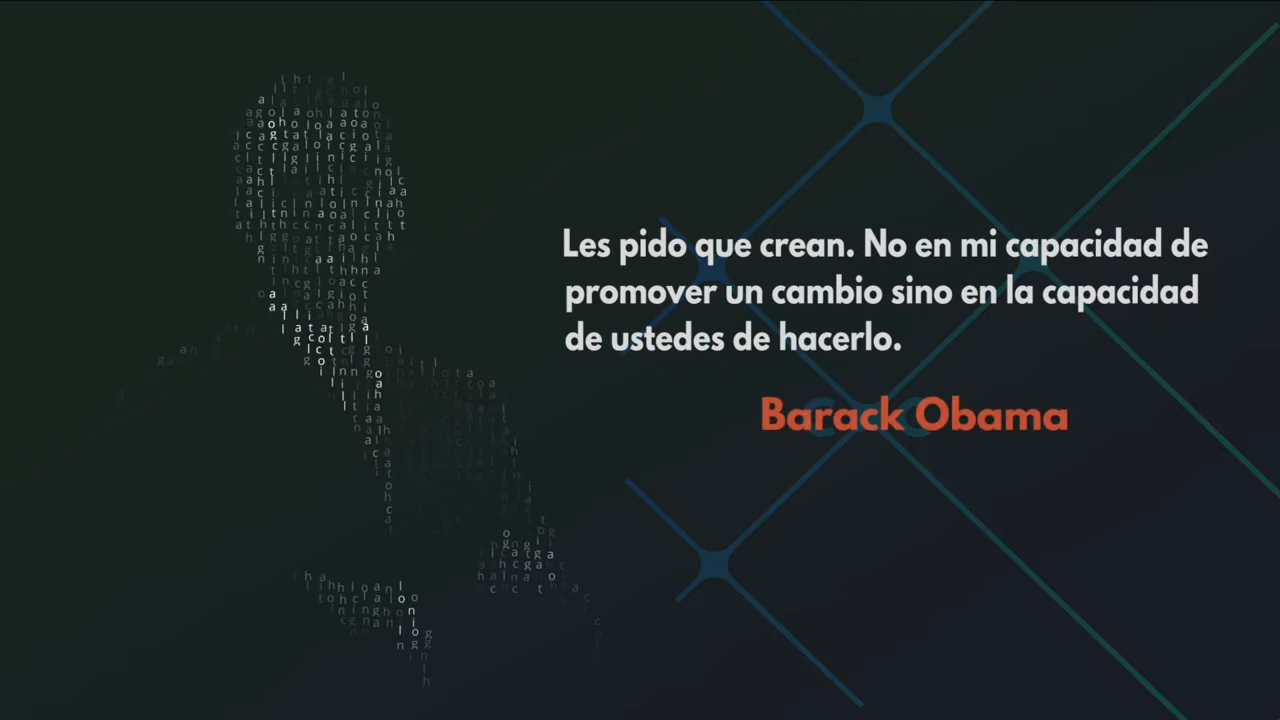 Les pido que crean. No en mi capacidad de
promover un cambio sino en la capacidad
de ustedes de hacerlo.
Barack Obama